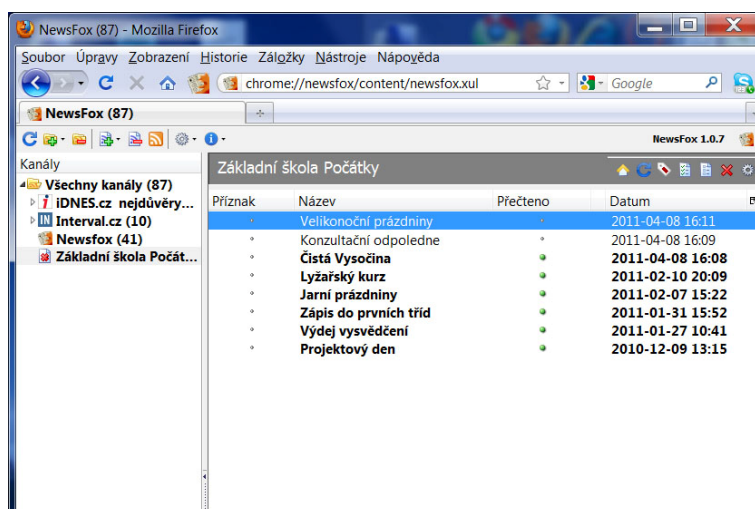 NewsFox (87) - Mozilla Firefox
Soubor Úpravy Zobrazení Historie Záložky Nástroje Nápověda
chrome://newsfox/content/newsfox.xul Google
NewsFox (87)
NewsFox 1.0.7
Kanály
Všechny kanály (87)
iDNES.cz nejdůvěry...
IN Interval.cz (10)
Newsfox (41)
Základní škola Počát...
Základní škola Počátky
Příznak Název Přečteno Datum
Velikonoční prázdniny 2011-04-08 16:11
Konzultační odpoledne 2011-04-08 16:09
Čistá Vysočina 2011-04-08 16:08
Lyžařský kurz 2011-02-10 20:09
Jarní prázdniny 2011-02-07 15:22
Zápis do prvních tříd 2011-01-31 15:52
Výdej vysvědčení 2011-01-27 10:41
Projektový den 2010-12-09 13:15